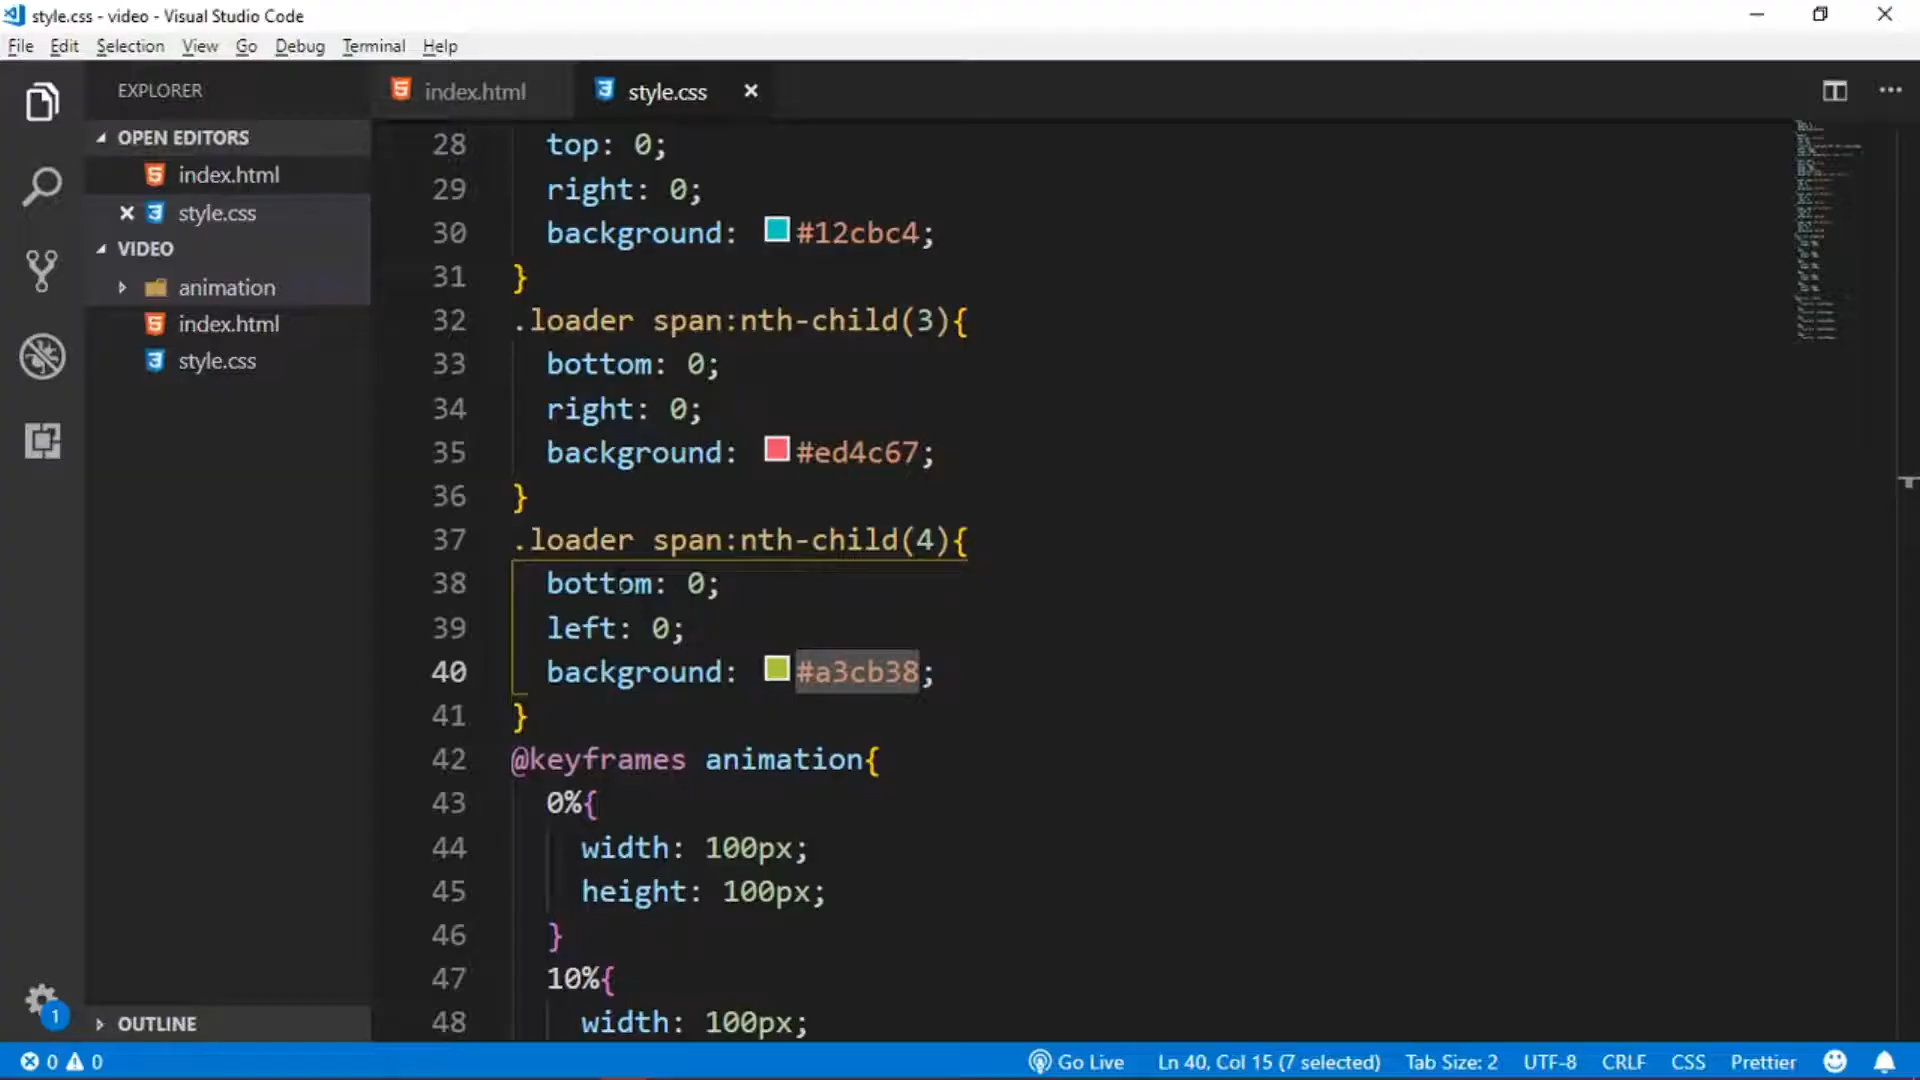 style.css - video - Visual Studio Code
File Edit Selection View Go Debug Terminal Help
EXPLORER
OPEN EDITORS
index.html
style.css
VIDEO
animation
index.html
style.css
OUTLINE
1
index.html
style.css
28 top: 0;
29 right: 0;
30 background: #12cbc4;
31 }
32 .loader span:nth-child(3){
33 bottom: 0;
34 right: 0;
35 background: #ed4c67;
36 }
37 .loader span:nth-child(4){
38 bottom: 0;
39 left: 0;
40 background: #a3cb38;
41 }
42 @keyframes animation{
43 0%{
44 width: 100px;
45 height: 100px;
46 }
47 10%{
48 width: 100px;
0 0 Go Live Ln 40, Col 15 (7 selected) Tab Size: 2 UTF-8 CRLF CSS Prettier